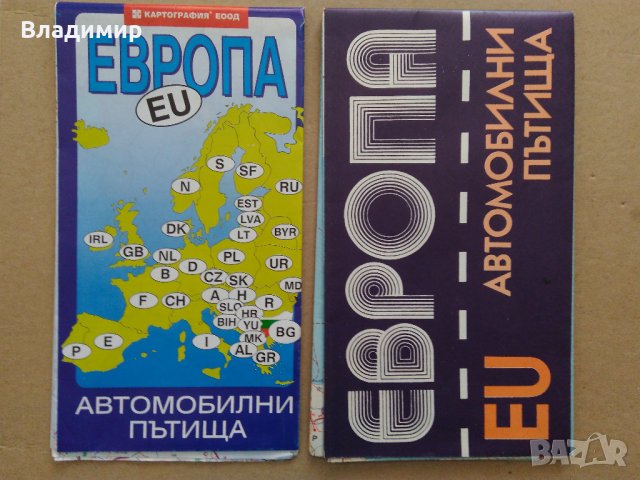 Владимир
КАРТОГРАФИЯ ЕООД
ЕВРОПА
EU
S
SF
N
RU
EST
LVA
LT
DK
BYR
IRL
GB
NL
PL
B
D
UR
CZ
SK
MD
F
CH
A
H
R
SLO
HR
BIH
YU
BG
MK
P
E
I
AL
GR
АВТОМОБИЛНИ
ПЪТИЩА
ЕВРОПА
EU АВТОМОБИЛНИ
ПЪТИЩА
BAZAR